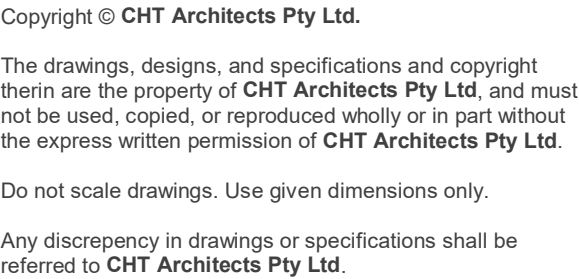 Copyright © CHT Architects Pty Ltd.
The drawings, designs, and specifications and copyright
therin are the property of CHT Architects Pty Ltd, and must
not be used, copied, or reproduced wholly or in part without
the express written permission of CHT Architects Pty Ltd.
Do not scale drawings. Use given dimensions only.
Any discrepency in drawings or specifications shall be
referred to CHT Architects Pty Ltd.